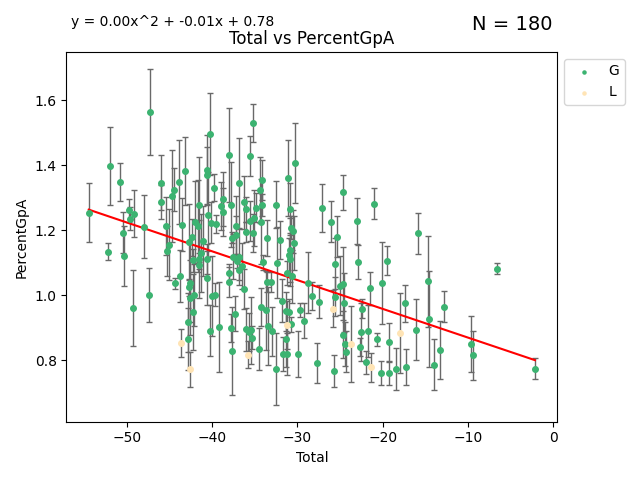 y = 0.00x^2 + -0.01x + 0.78
N = 180
Total vs PercentGpA
G
L
PercentGpA
1.6
1.4
1.2
1.0
0.8
−50
−40
−30
−20
−10
0
Total